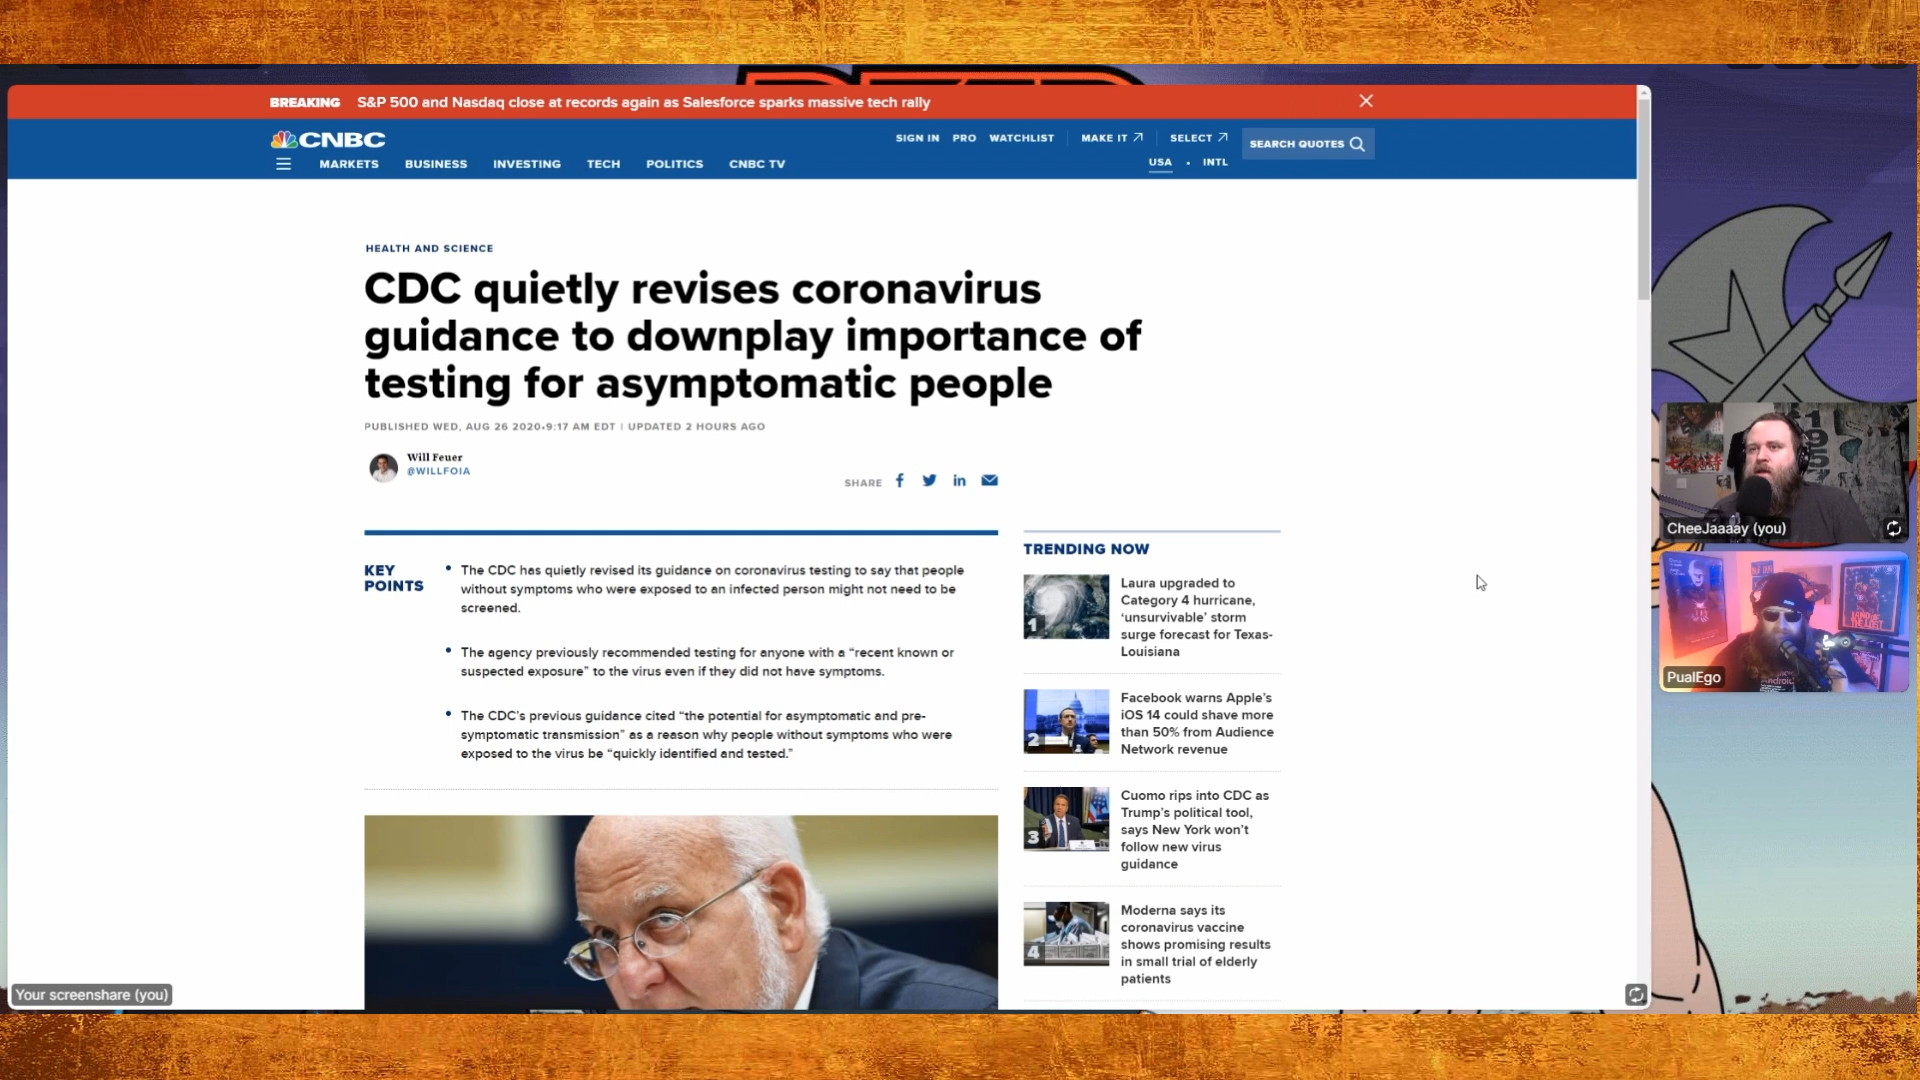 BREAKING S&P 500 and Nasdaq close at records again as Salesforce sparks massive tech rally
CNBC
SIGN IN PRO WATCHLIST MAKE IT SELECT
SEARCH QUOTES
MARKETS BUSINESS INVESTING TECH POLITICS CNBC TV
USA • INTL
HEALTH AND SCIENCE
CDC quietly revises coronavirus
guidance to downplay importance of
testing for asymptomatic people
PUBLISHED WED, AUG 26 2020•9:17 AM EDT | UPDATED 2 HOURS AGO
Will Feuer
@WILLFOIA
SHARE
KEY
POINTS
• The CDC has quietly revised its guidance on coronavirus testing to say that people
without symptoms who were exposed to an infected person might not need to be
screened.
• The agency previously recommended testing for anyone with a “recent known or
suspected exposure” to the virus even if they did not have symptoms.
• The CDC’s previous guidance cited “the potential for asymptomatic and pre-
symptomatic transmission” as a reason why people without symptoms who were
exposed to the virus be “quickly identified and tested.”
TRENDING NOW
1
Laura upgraded to
Category 4 hurricane,
‘unsurvivable’ storm
surge forecast for Texas-
Louisiana
2
Facebook warns Apple’s
iOS 14 could shave more
than 50% from Audience
Network revenue
3
Cuomo rips into CDC as
Trump’s political tool,
says New York won’t
follow new virus
guidance
4
Moderna says its
coronavirus vaccine
shows promising results
in small trial of elderly
patients
CheeJaaaay (you)
PualEgo
Your screenshare (you)